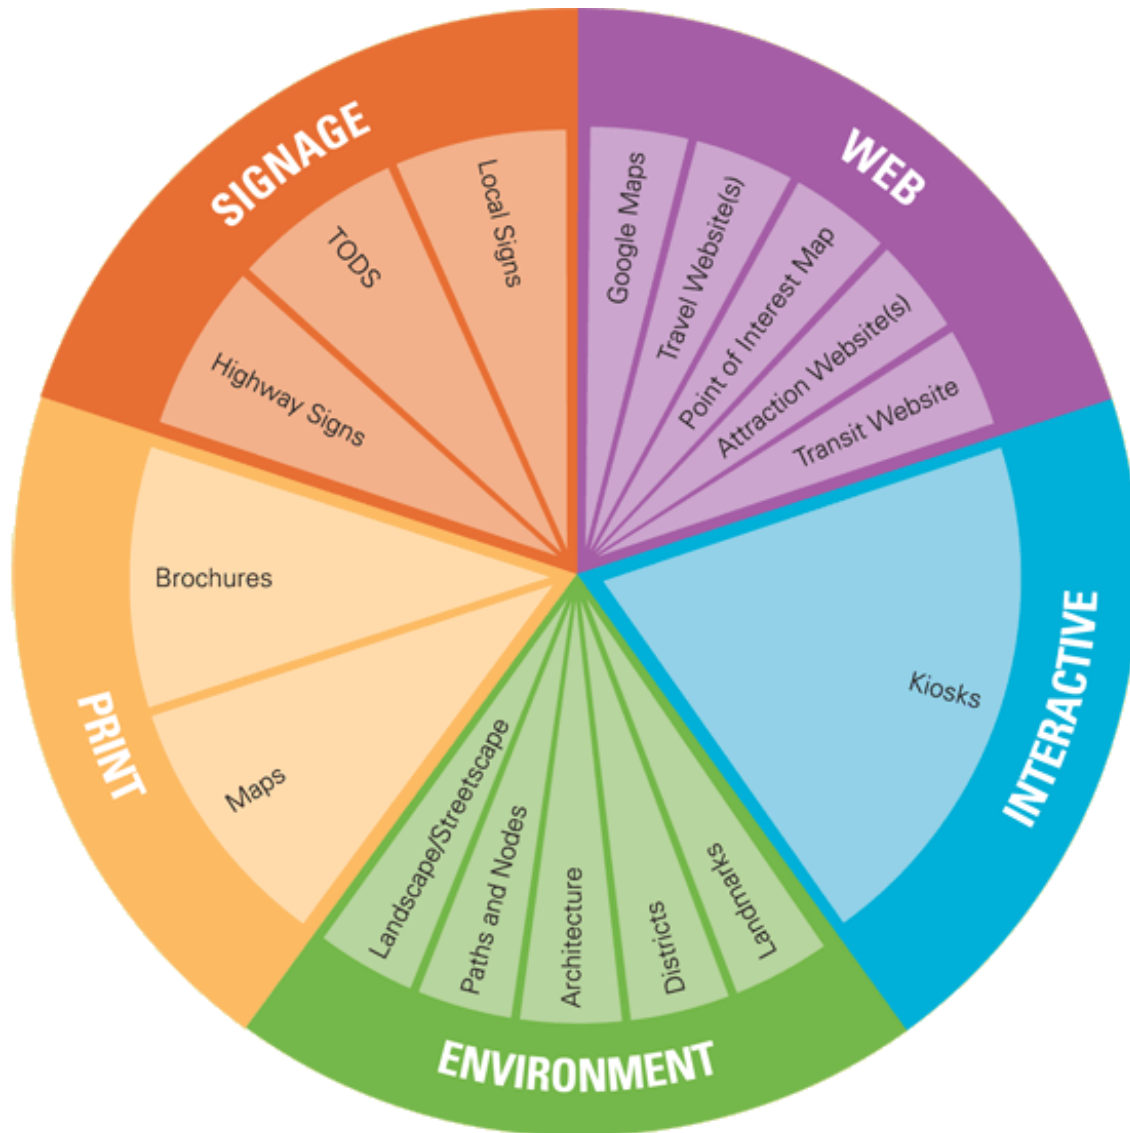 SIGNAGE
Local Signs
TODS
Highway Signs
WEB
Google Maps
Travel Website(s)
Point of Interest Map
Attraction Website(s)
Transit Website
INTERACTIVE
Kiosks
ENVIRONMENT
Landmarks
Districts
Architecture
Paths and Nodes
Landscape/Streetscape
PRINT
Maps
Brochures